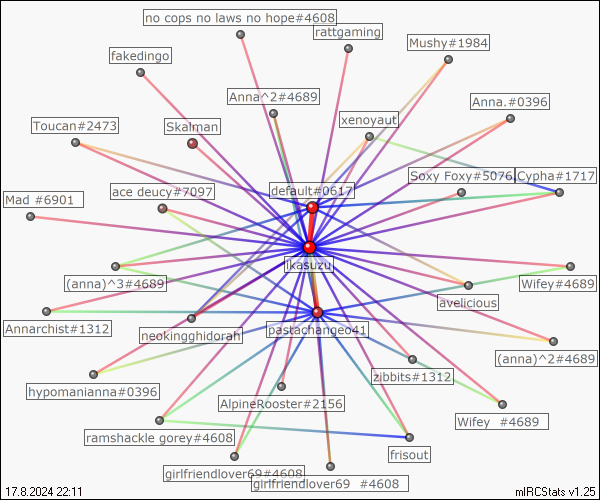 no cops no laws no hope#4608
rattgaming
Mushy#1984
fakedingo
Anna^2#4689
Anna.#0396
Toucan#2473
Skalman
xenoyaut
ace deucy#7097
default#0617
Soxy Foxy#5076
Cypha#1717
Mad #6901
ikasuzu
(anna)^3#4689
avelicious
Wifey#4689
Annarchist#1312
neokingghidorah
pastachangeo41
(anna)^2#4689
hypomanianna#0396
zibbits#1312
AlpineRooster#2156
Wifey #4689
ramshackle gorey#4608
frisout
girlfriendlover69#4608
girlfriendlover69 #4608
17.8.2024 22:11
mIRCStats v1.25